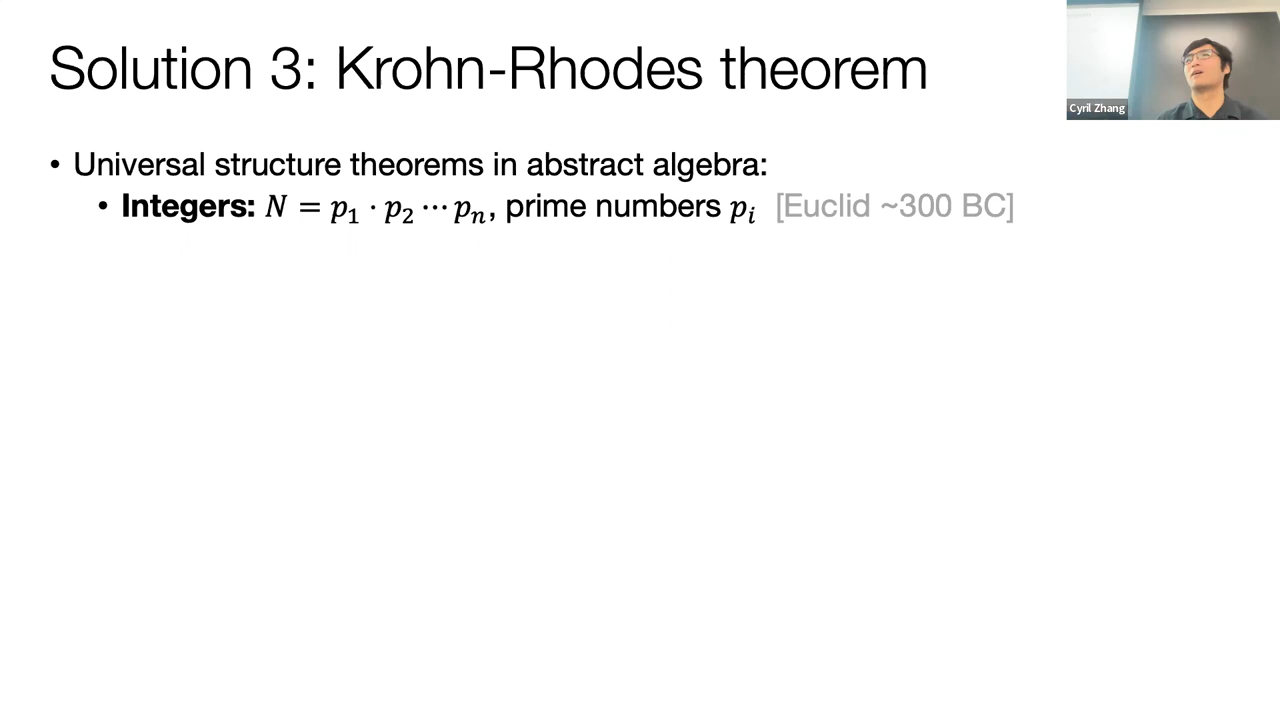 Solution 3: Krohn-Rhodes theorem
Cyril Zhang
• Universal structure theorems in abstract algebra:
• Integers: 𝑁 = 𝑝₁ · 𝑝₂ ⋯ 𝑝ₙ, prime numbers 𝑝ᵢ [Euclid ~300 BC]